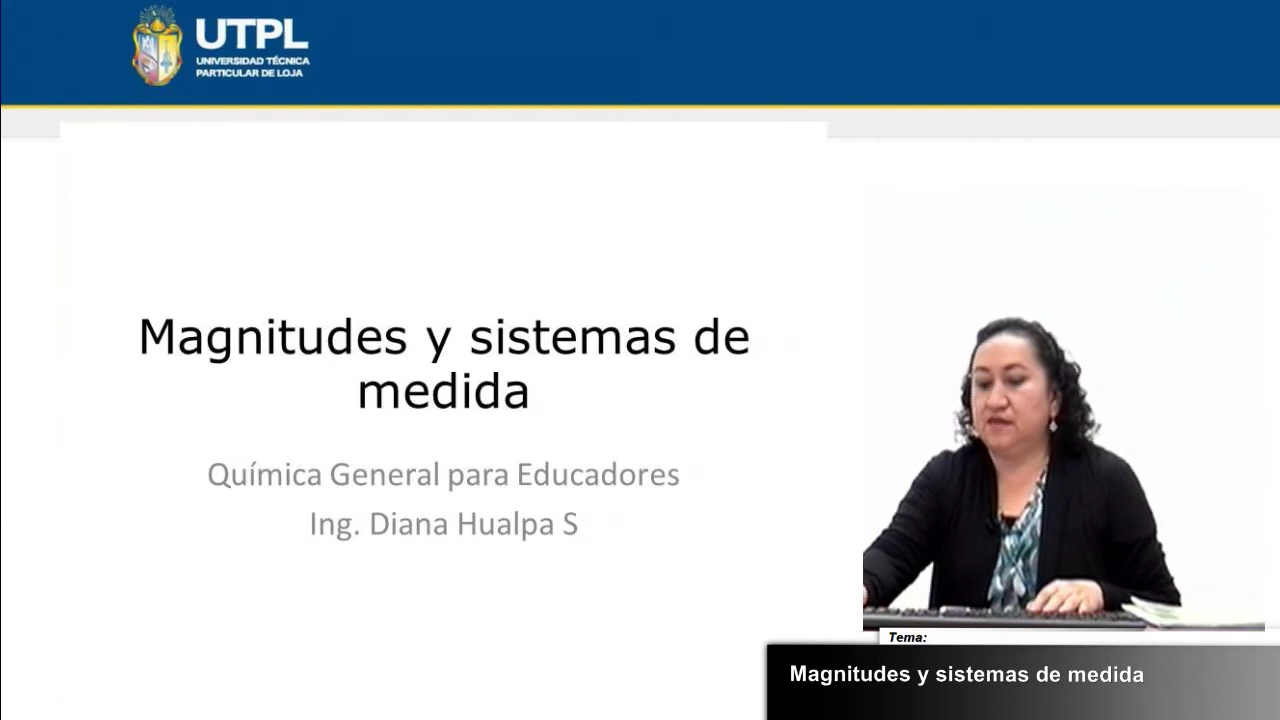 UTPL
UNIVERSIDAD TÉCNICA
PARTICULAR DE LOJA
Magnitudes y sistemas de
medida
Química General para Educadores
Ing. Diana Hualpa S
Tema:
Magnitudes y sistemas de medida